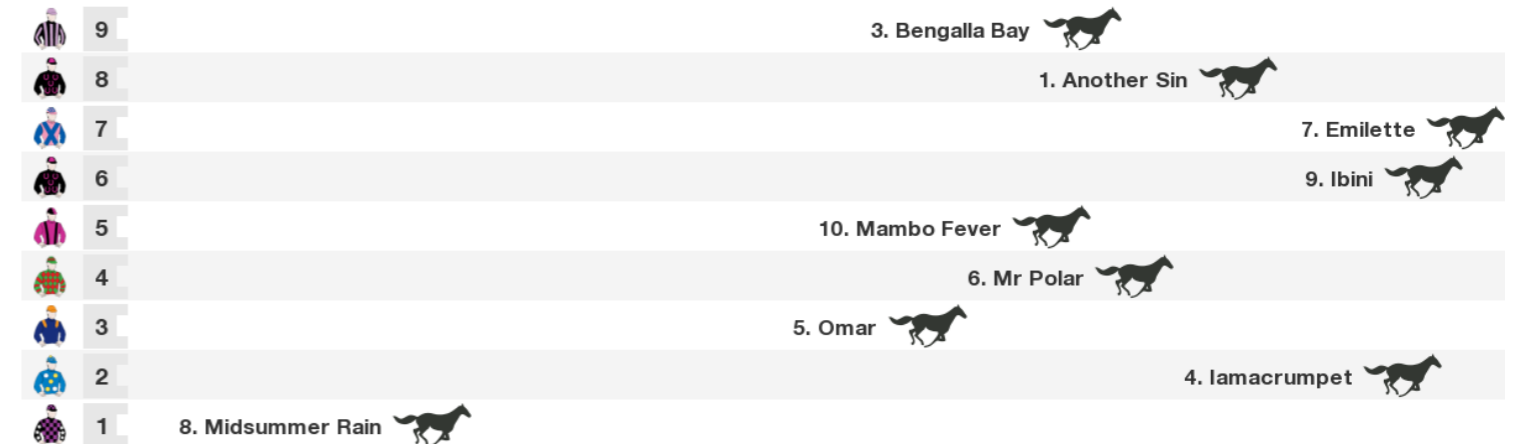 9 3. Bengalla Bay
8 1. Another Sin
7 7. Emilette
6 9. Ibini
5 10. Mambo Fever
4 6. Mr Polar
3 5. Omar
2 4. Iamacrumpet
1 8. Midsummer Rain